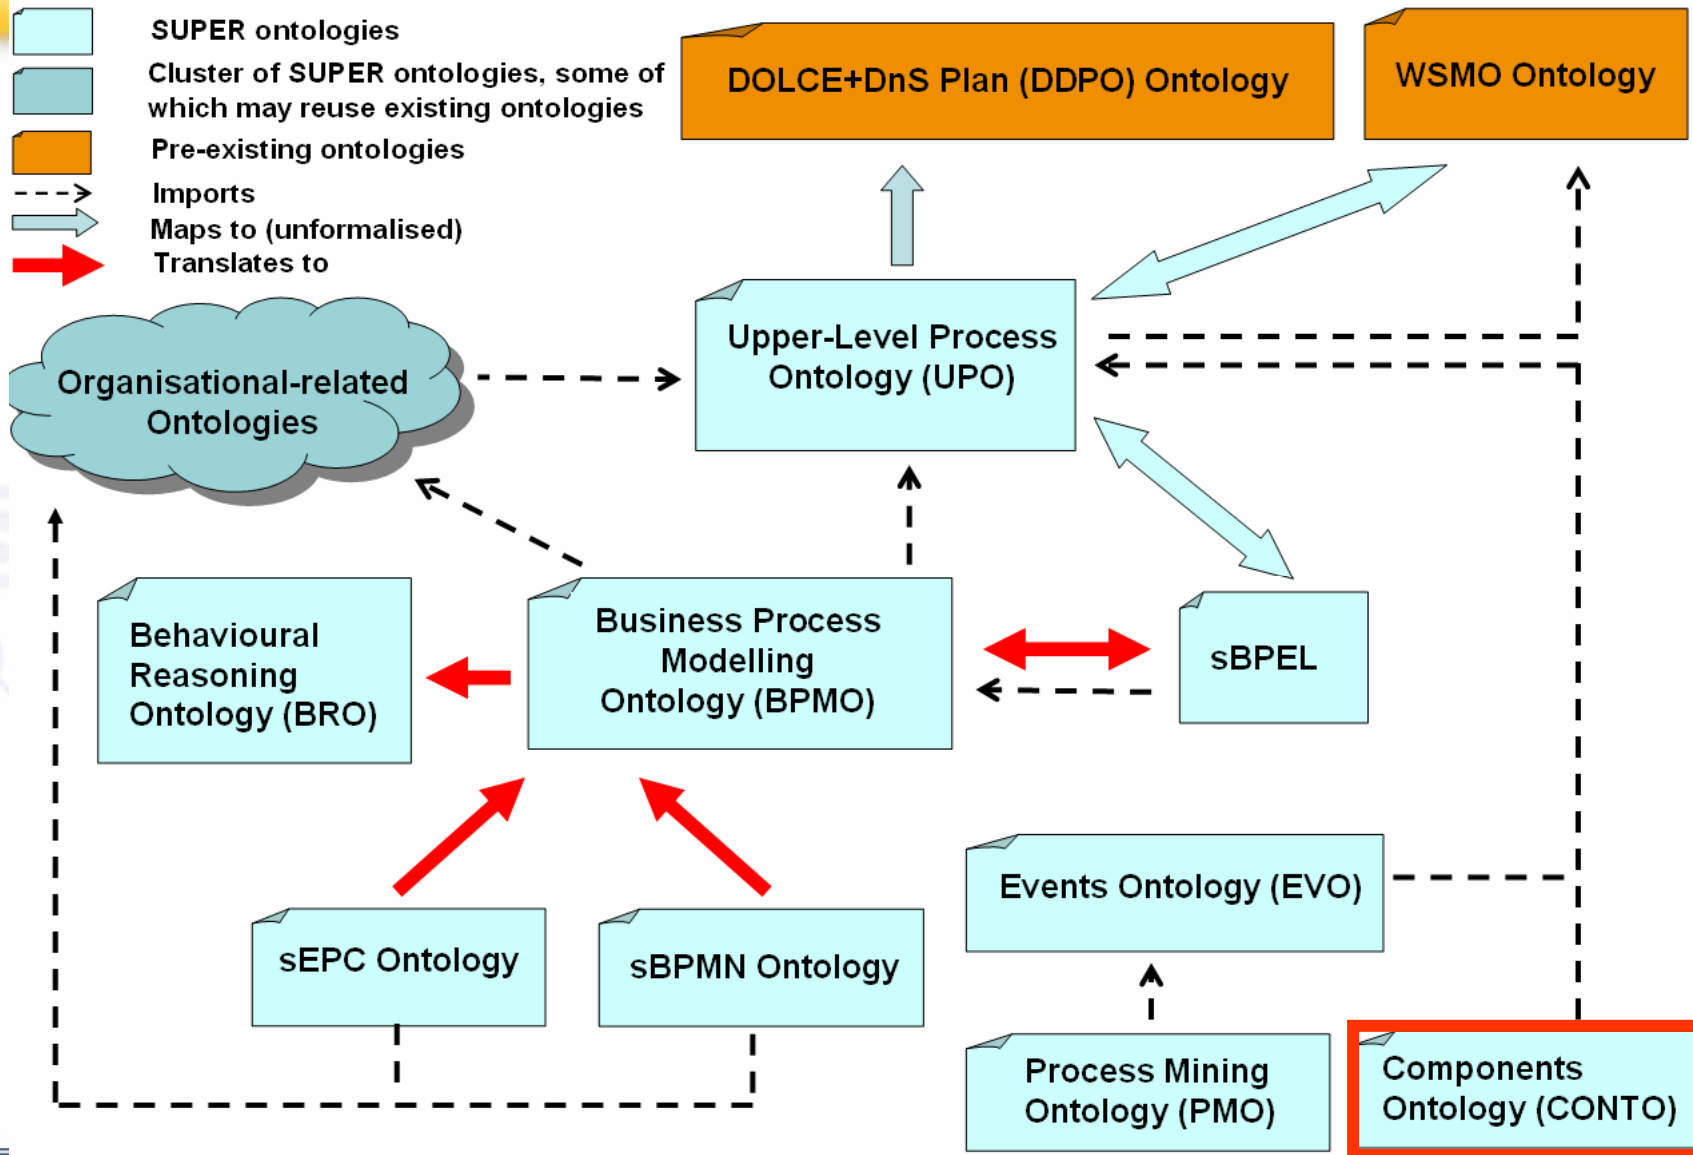 SUPER ontologies
Cluster of SUPER ontologies, some of
which may reuse existing ontologies
Pre-existing ontologies
Imports
Maps to (unformalised)
Translates to
DOLCE+DnS Plan (DDPO) Ontology
WSMO Ontology
Upper-Level Process
Ontology (UPO)
Organisational-related
Ontologies
Behavioural
Reasoning
Ontology (BRO)
Business Process
Modelling
Ontology (BPMO)
sBPEL
Events Ontology (EVO)
sEPC Ontology
sBPMN Ontology
Process Mining
Ontology (PMO)
Components
Ontology (CONTO)